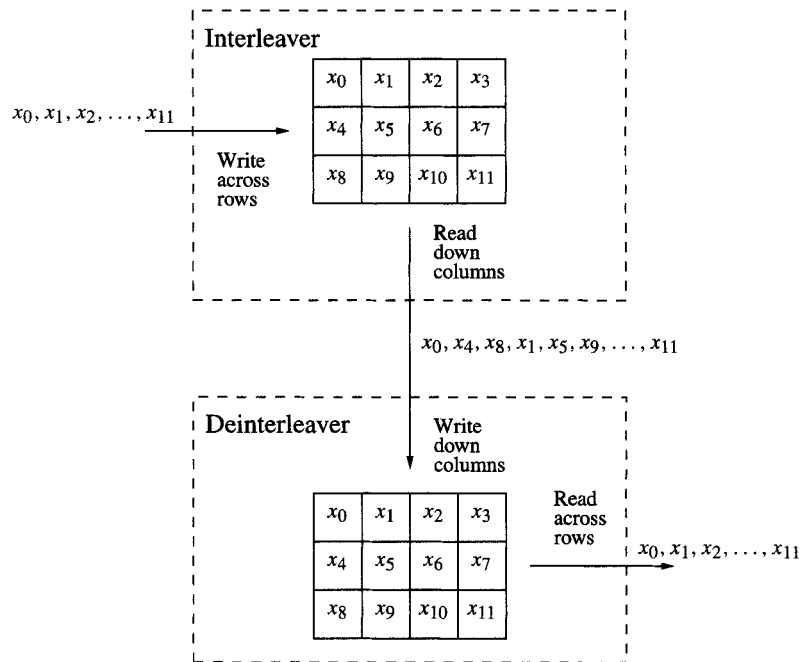 Interleaver
x0 x1 x2 x3
x0, x1, x2, ..., x11
x4 x5 x6 x7
Write
across
rows
x8 x9 x10 x11
Read
down
columns
x0, x4, x8, x1, x5, x9, ..., x11
Deinterleaver
Write
down
columns
x0 x1 x2 x3
Read
across
rows
x4 x5 x6 x7
x0, x1, x2, ..., x11
x8 x9 x10 x11